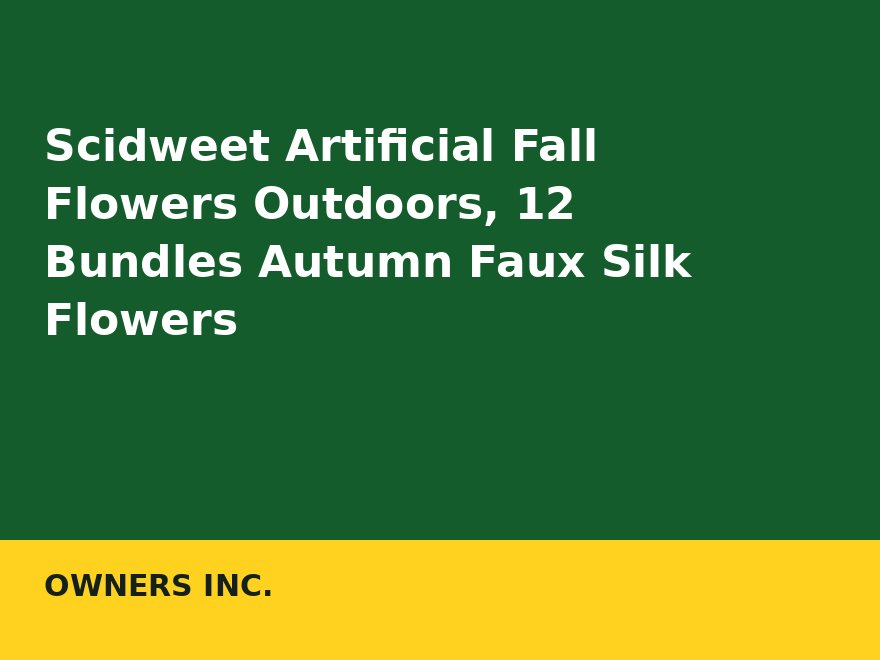 Scidweet Artificial Fall
Flowers Outdoors, 12
Bundles Autumn Faux Silk
Flowers
OWNERS INC.